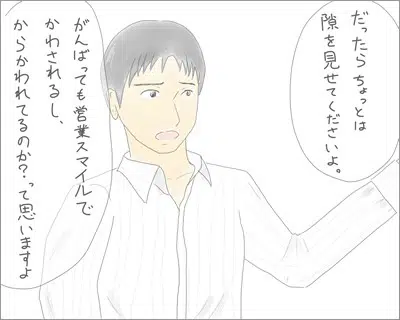 だったらちょっとは
隙を見せてくださいよ。
がんばっても営業スマイルで
かわされるし、
からかわれてるのか？って思いますよ